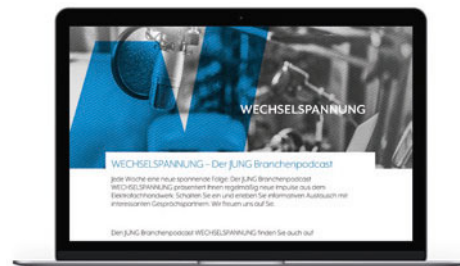 WECHSELSPANNUNG
WECHSELSPANNUNG – Der JUNG Branchenpodcast
Jede Woche eine neue spannende Folge: Der JUNG Branchenpodcast
WECHSELSPANNUNG präsentiert Ihnen regelmäßig neue Impulse aus dem
Elektrofachhandwerk. Schalten Sie ein und erleben Sie informativen Austausch mit
interessanten Gesprächspartnern. Wir freuen uns auf Sie.
Den JUNG Branchenpodcast WECHSELSPANNUNG finden Sie auch auf